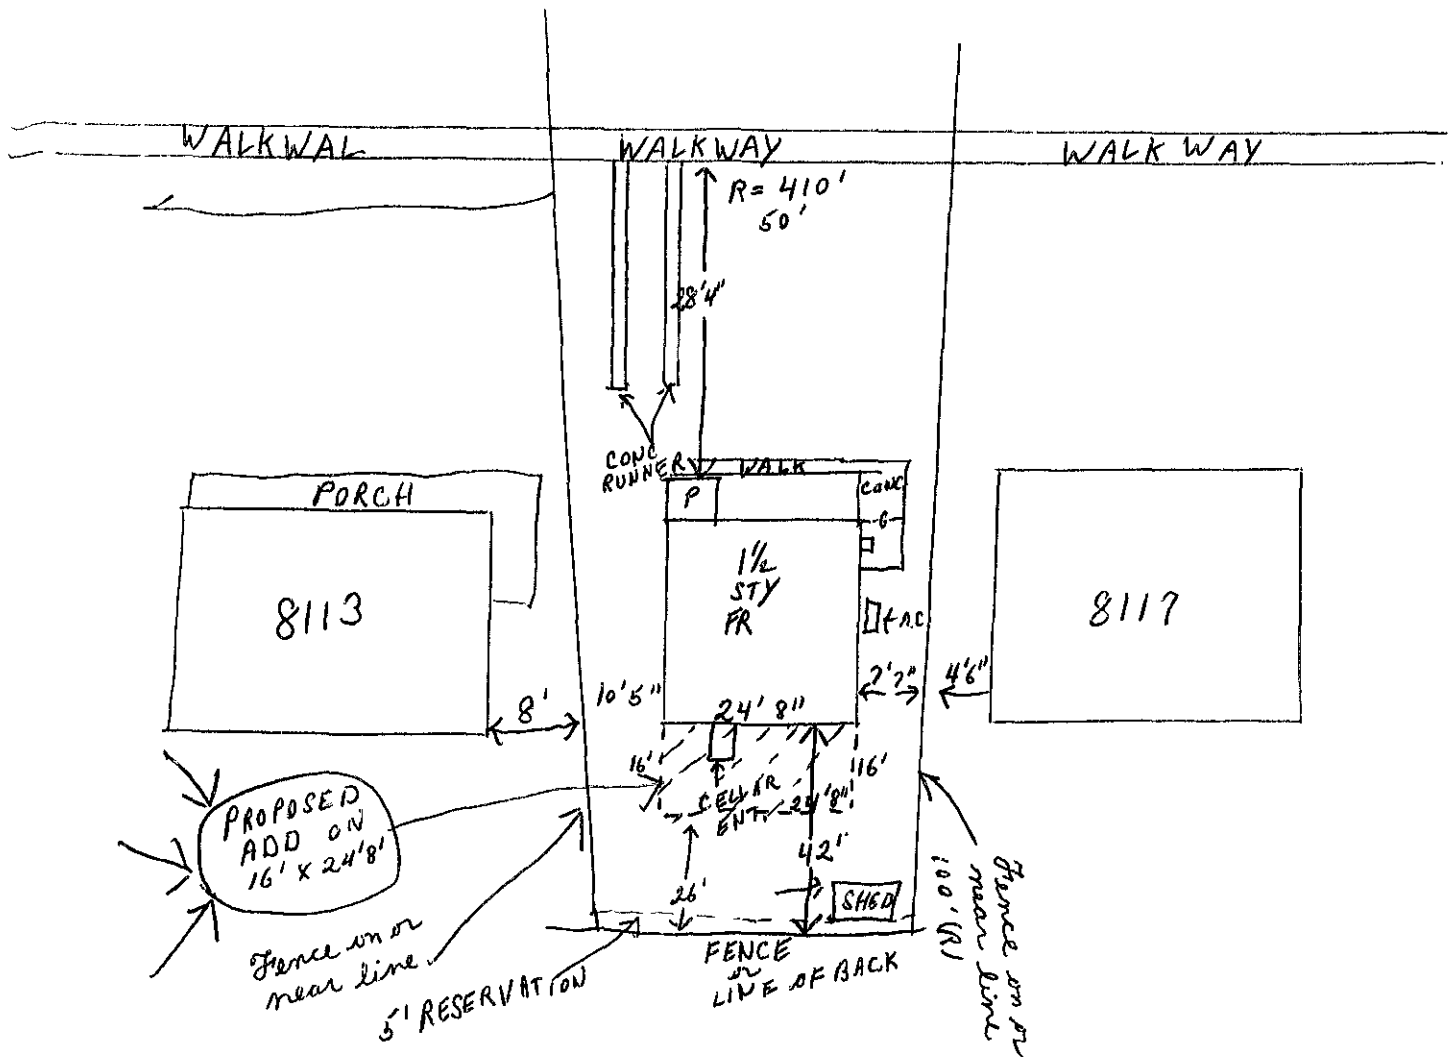 WALKWAL
WALKWAY
WALK WAY
R = 410'
50'
28'4"
CONC
RUNNER
WALK
P
CONC
PORCH
8113
1½
STY
FR
8117
A.C
7'7"
4'6"
10'5"
8'
24' 8"
16'
16'
CELLAR
ENT.
24'8"
PROPOSED
ADD ON
16' X 24'8'
42'
26'
SHED
Fence on or
near line
5' RESERVATION
FENCE
or
LINE OF BACK
Fence on or
near line
100' (R)